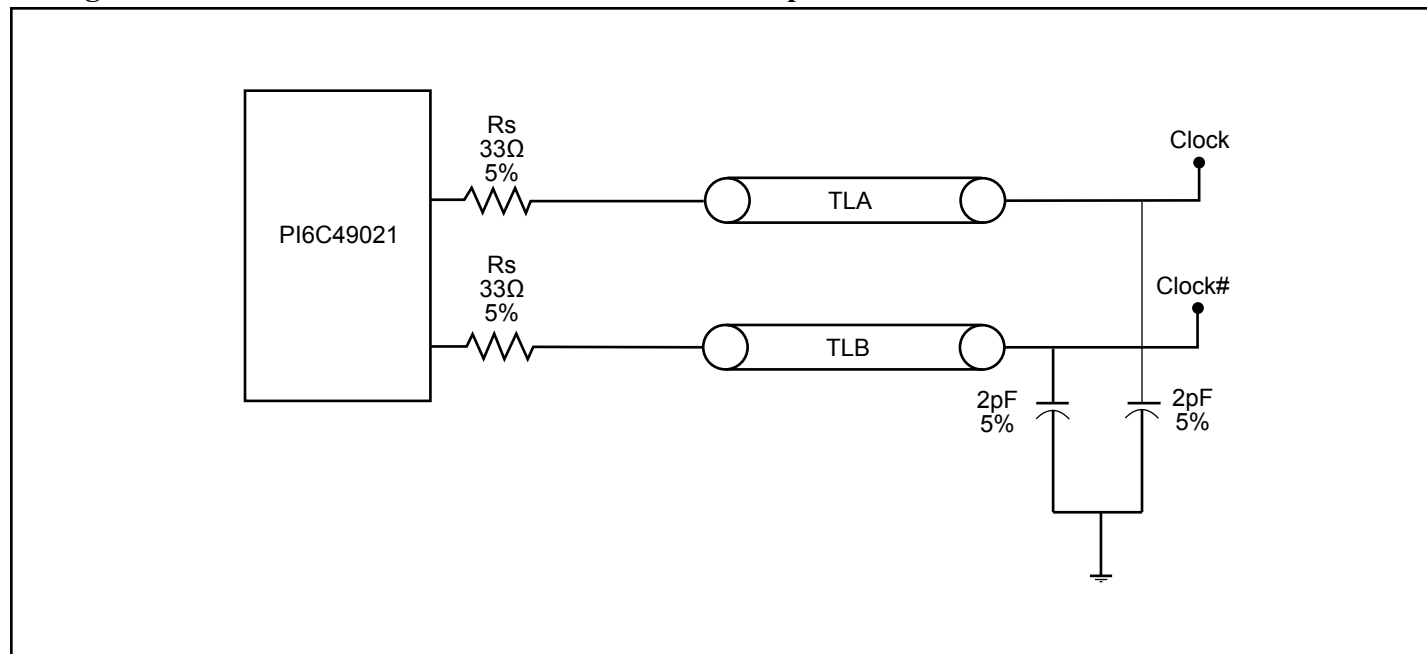 PI6C49021
Rs
33Ω
5%
TLA
Clock
Rs
33Ω
5%
TLB
Clock#
2pF
5%
2pF
5%